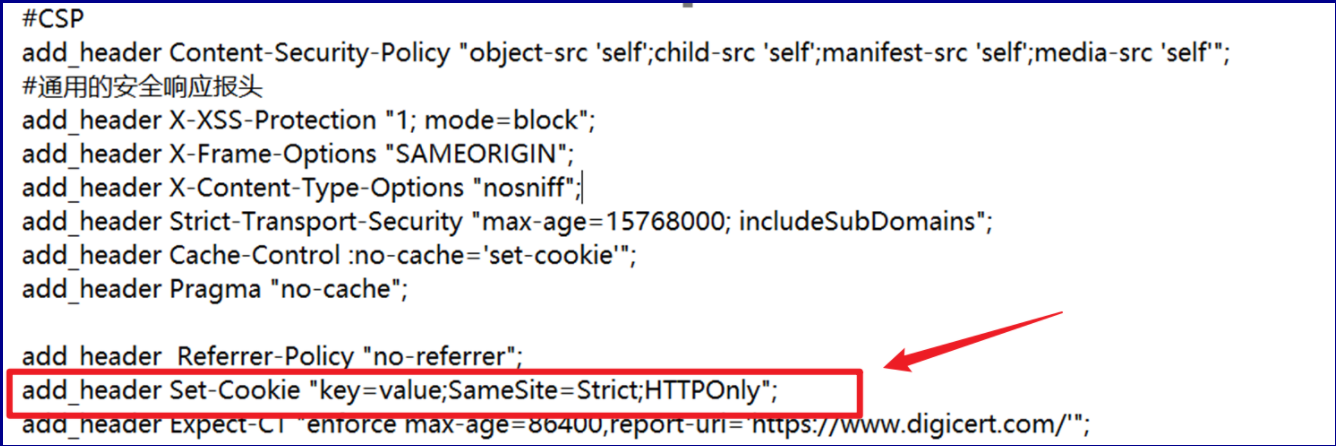 #CSP
add_header Content-Security-Policy "object-src 'self';child-src 'self';manifest-src 'self';media-src 'self'";
#通用的安全响应报头
add_header X-XSS-Protection "1; mode=block";
add_header X-Frame-Options "SAMEORIGIN";
add_header X-Content-Type-Options "nosniff";
add_header Strict-Transport-Security "max-age=15768000; includeSubDomains";
add_header Cache-Control :no-cache='set-cookie'";
add_header Pragma "no-cache";
add_header  Referrer-Policy "no-referrer";
add_header Set-Cookie "key=value;SameSite=Strict;HTTPOnly";
add_header Expect-CT "enforce max-age=86400,report-uri='https://www.digicert.com/'";